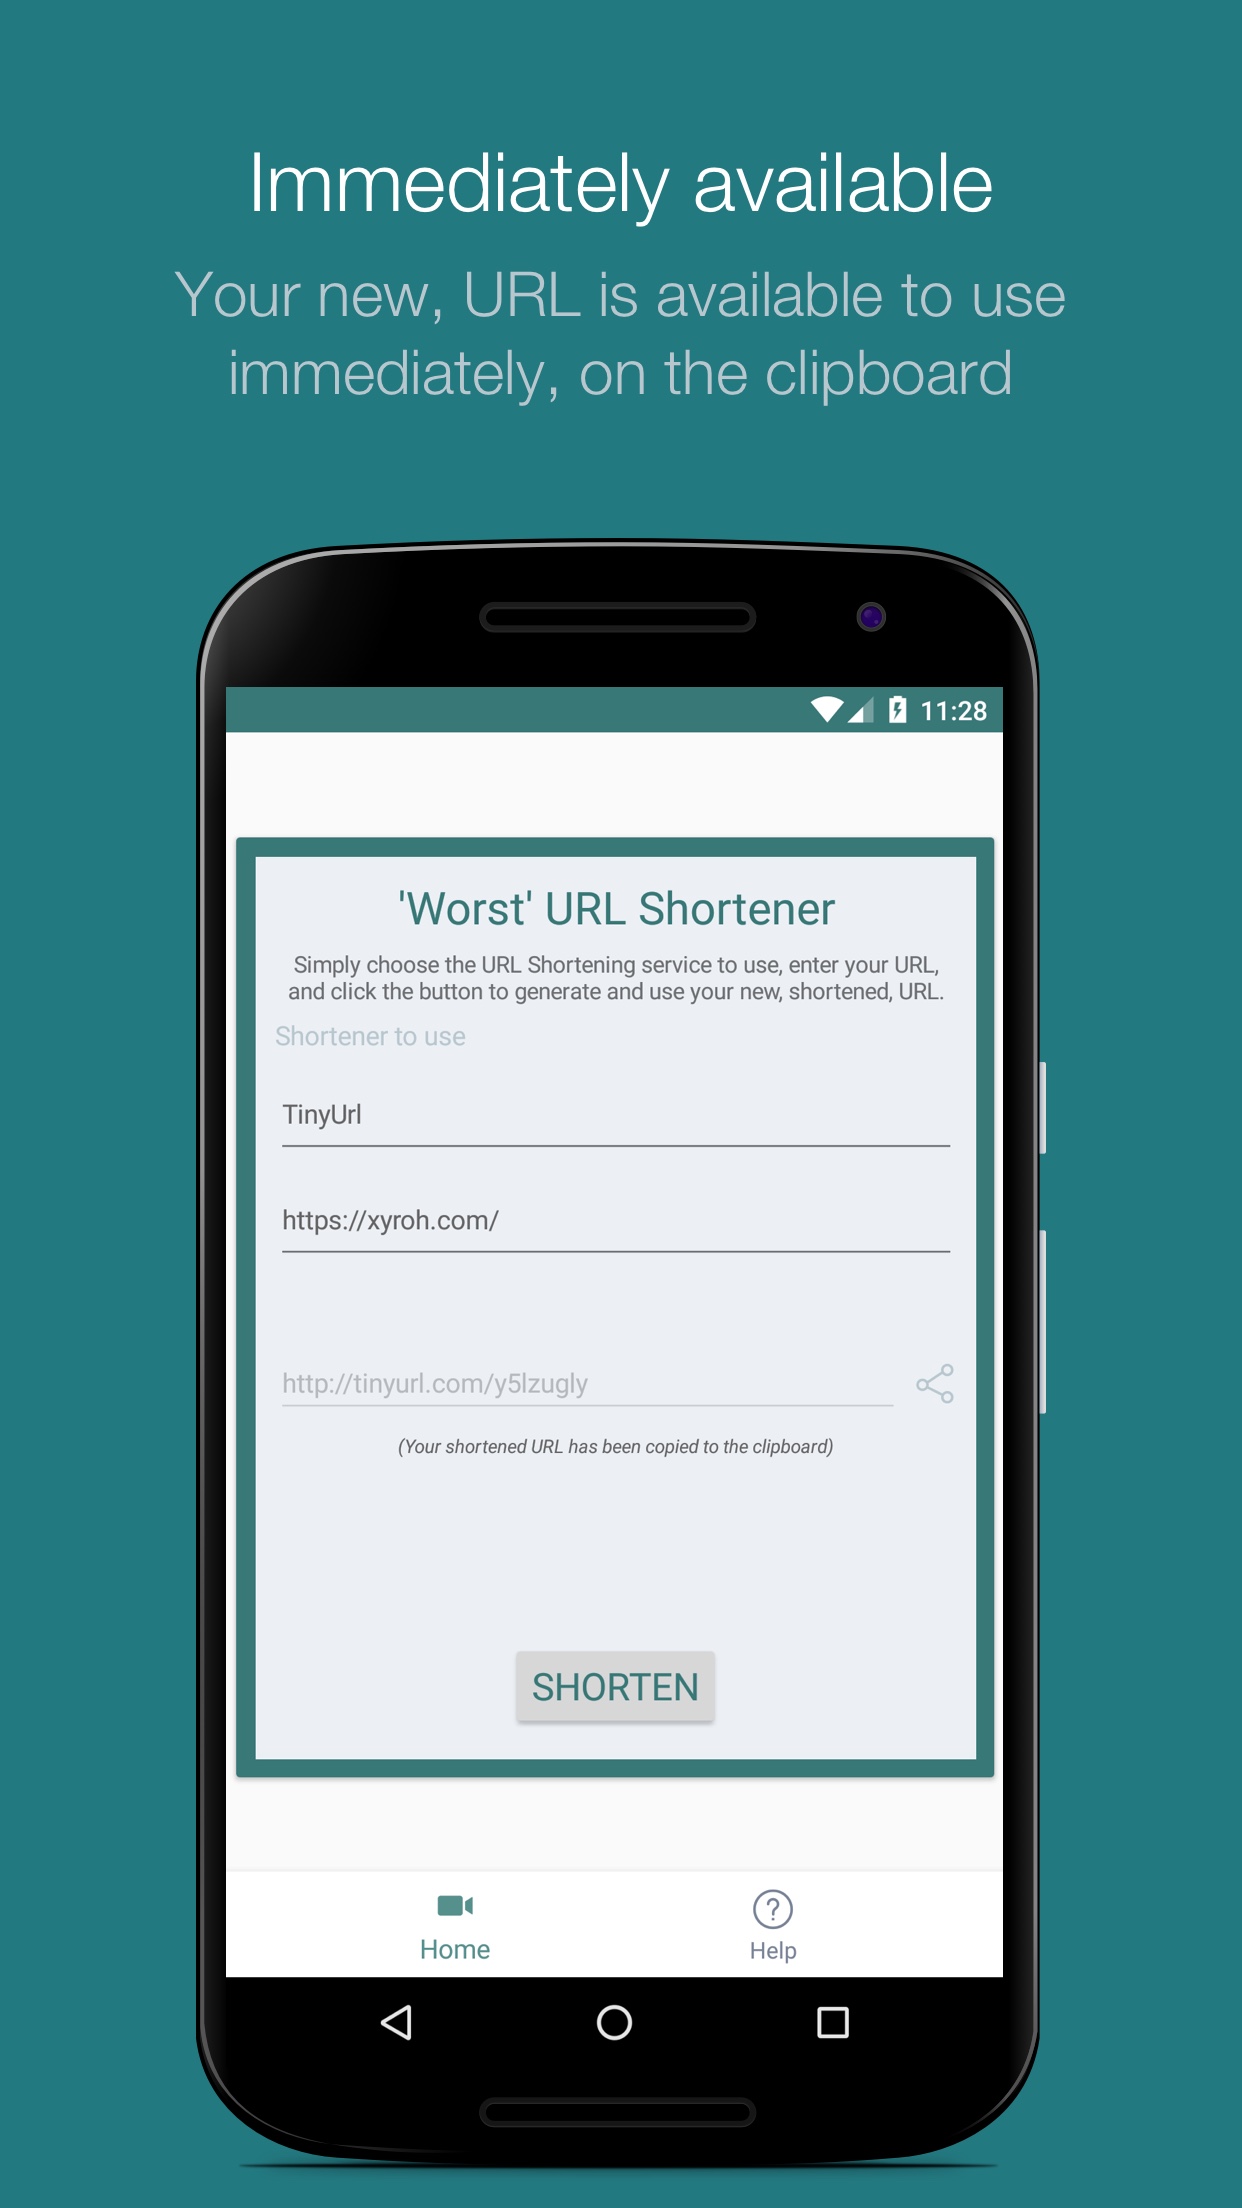 Immediately available
Your new, URL is available to use
immediately, on the clipboard
11:28
'Worst' URL Shortener
Simply choose the URL Shortening service to use, enter your URL,
and click the button to generate and use your new, shortened, URL.
Shortener to use
TinyUrl
https://xyroh.com/
http://tinyurl.com/y5lzugly
(Your shortened URL has been copied to the clipboard)
SHORTEN
Home
Help